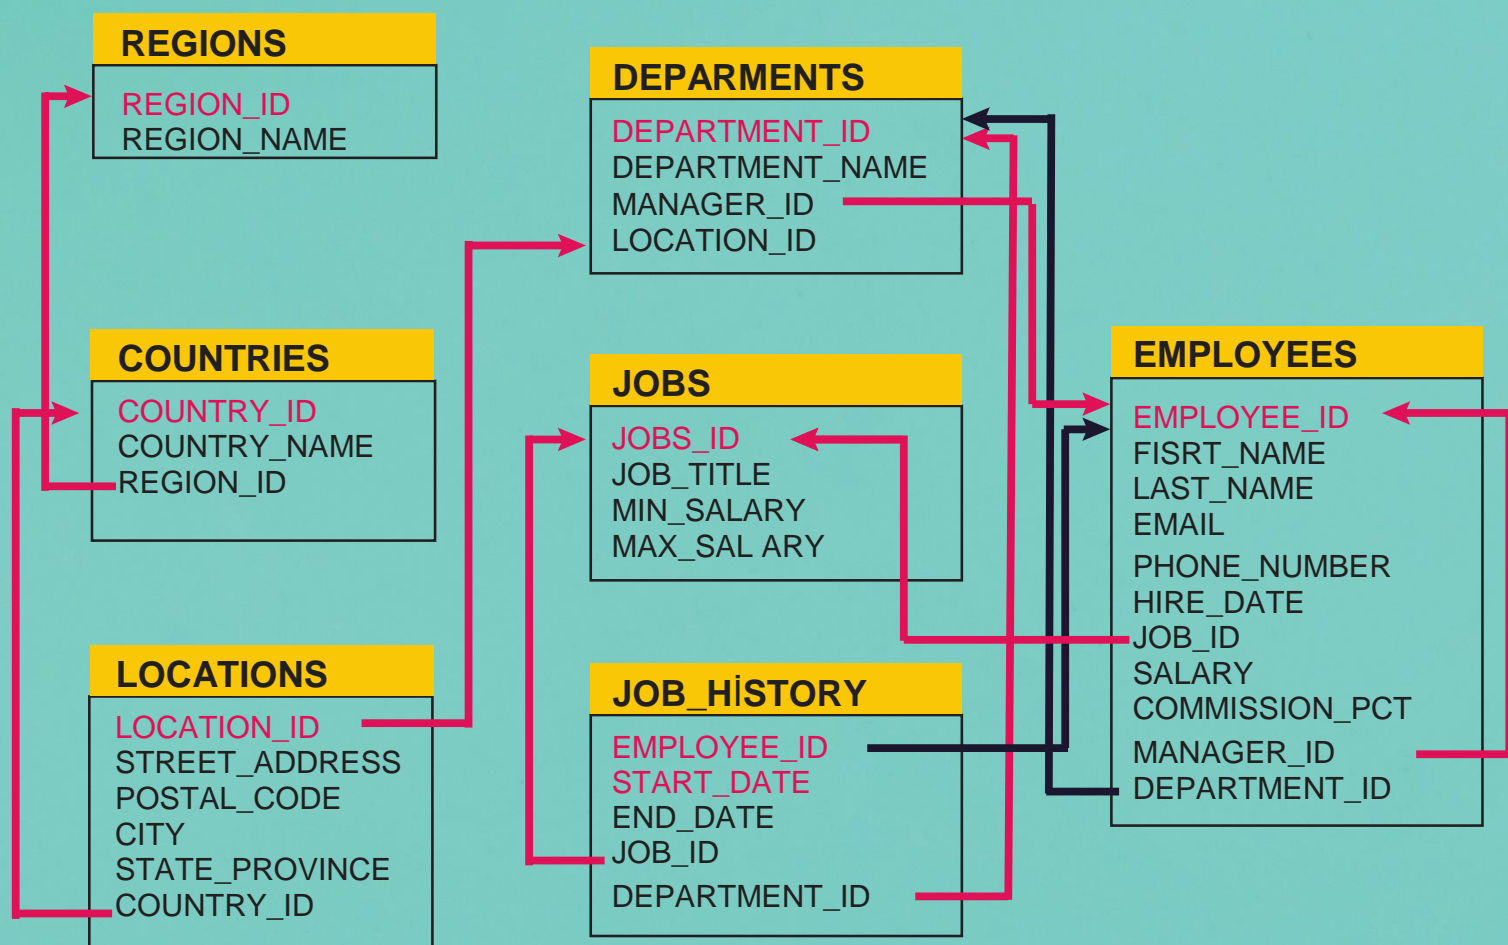 REGIONS
REGION_ID
REGION_NAME
COUNTRIES
COUNTRY_ID
COUNTRY_NAME
REGION_ID
LOCATIONS
LOCATION_ID
STREET_ADDRESS
POSTAL_CODE
CITY
STATE_PROVINCE
COUNTRY_ID
DEPARMENTS
DEPARTMENT_ID
DEPARTMENT_NAME
MANAGER_ID
LOCATION_ID
JOBS
JOBS_ID
JOB_TITLE
MIN_SALARY
MAX_SAL ARY
JOB_HİSTORY
EMPLOYEE_ID
START_DATE
END_DATE
JOB_ID
DEPARTMENT_ID
EMPLOYEES
EMPLOYEE_ID
FISRT_NAME
LAST_NAME
EMAIL
PHONE_NUMBER
HIRE_DATE
JOB_ID
SALARY
COMMISSION_PCT
MANAGER_ID
DEPARTMENT_ID